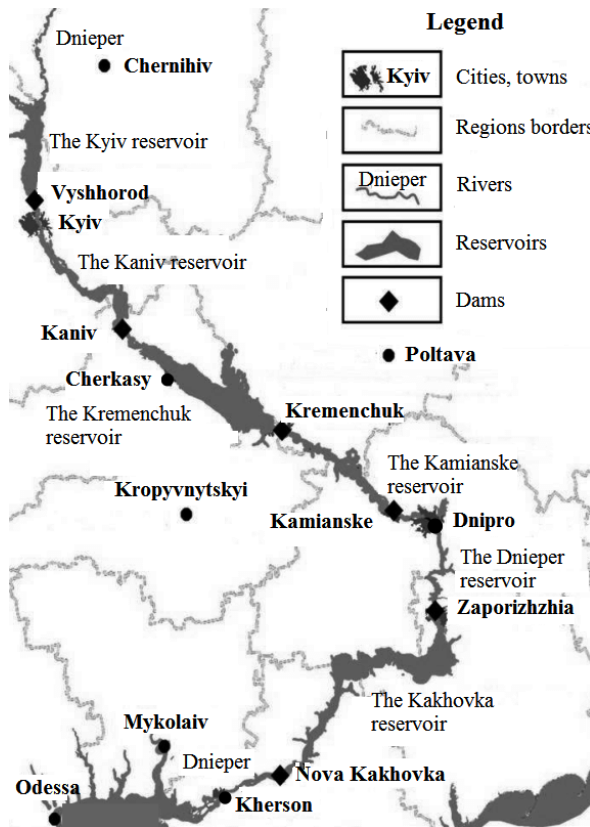 Dnieper
Chernihiv
The Kyiv reservoir
Vyshhorod
Kyiv
The Kaniv reservoir
Kaniv
Cherkasy
The Kremenchuk
reservoir
Kremenchuk
Kropyvnytskyi
The Kamianske
reservoir
Kamianske
Dnipro
The Dnieper
reservoir
Zaporizhzhia
The Kakhovka
reservoir
Mykolaiv
Dnieper
Nova Kakhovka
Odessa
Kherson
Poltava
Legend
Kyiv
Cities, towns
Regions borders
Dnieper
Rivers
Reservoirs
Dams